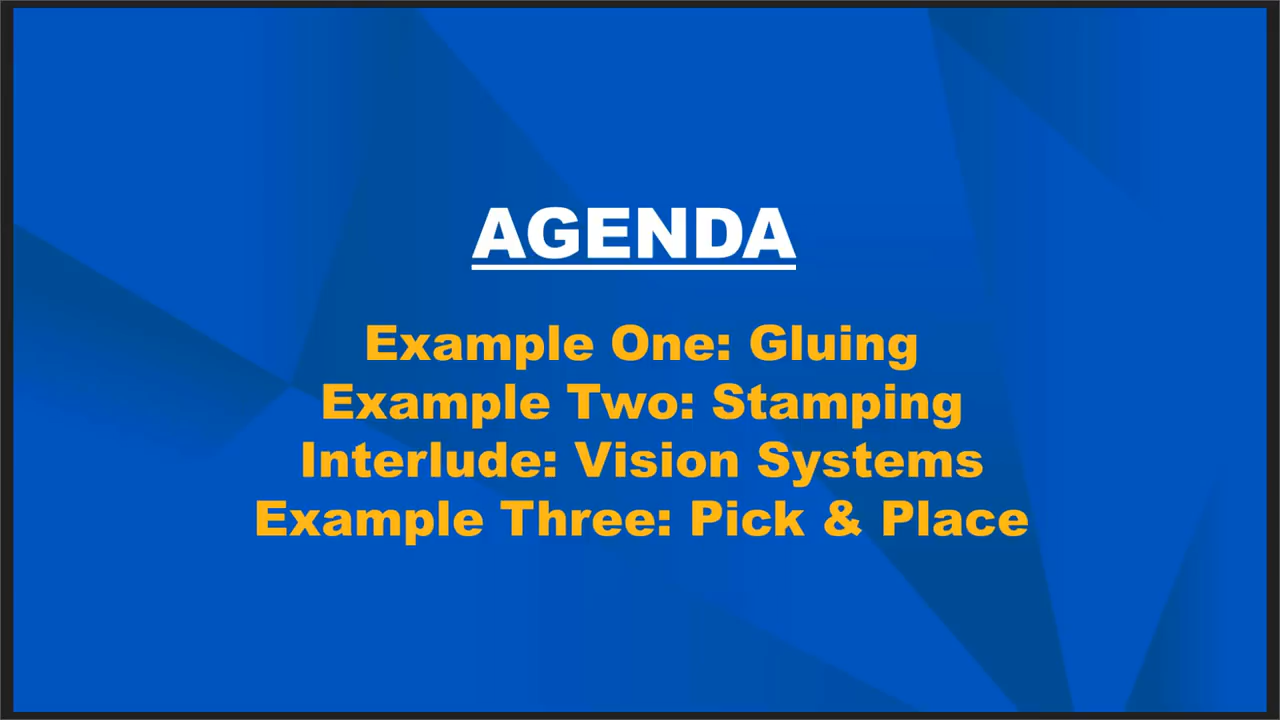 AGENDA
Example One: Gluing
Example Two: Stamping
Interlude: Vision Systems
Example Three: Pick & Place